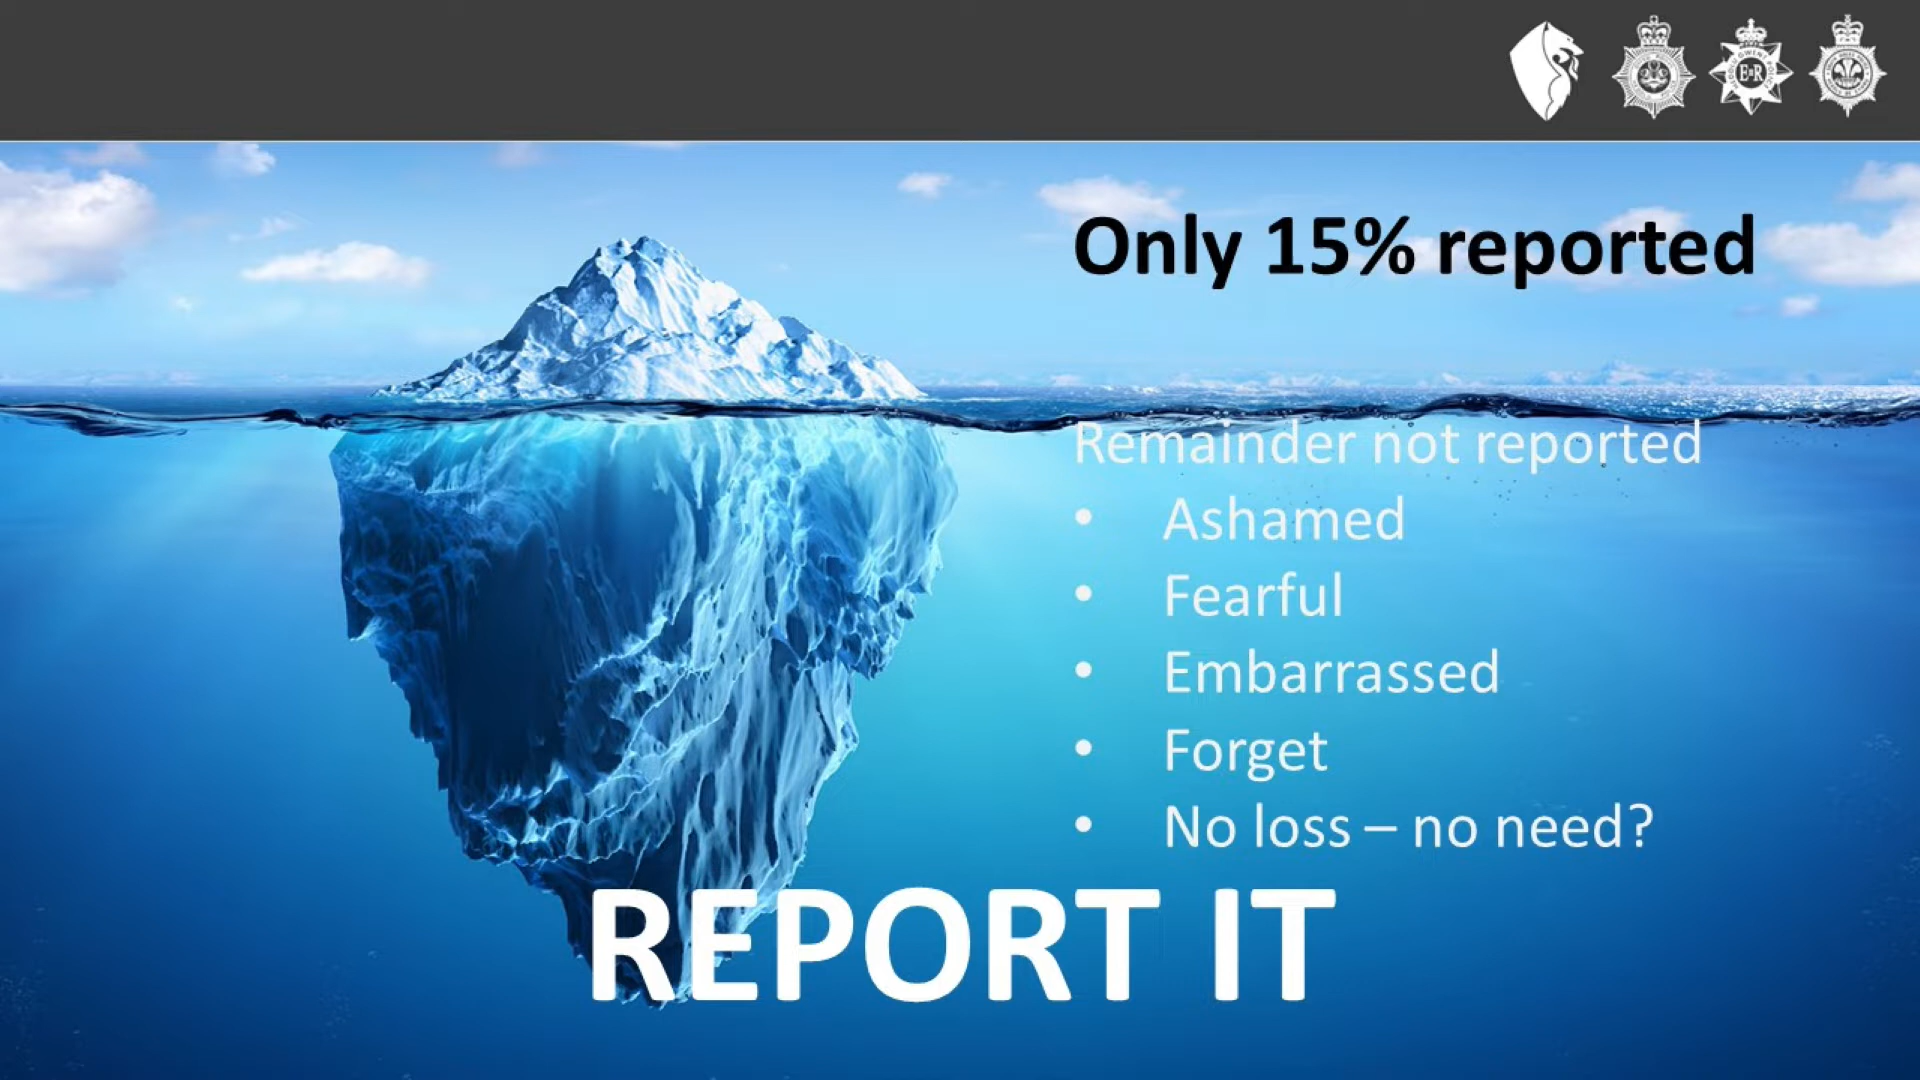 Only 15% reported
Remainder not reported
• Ashamed
• Fearful
• Embarrassed
• Forget
• No loss – no need?
REPORT IT